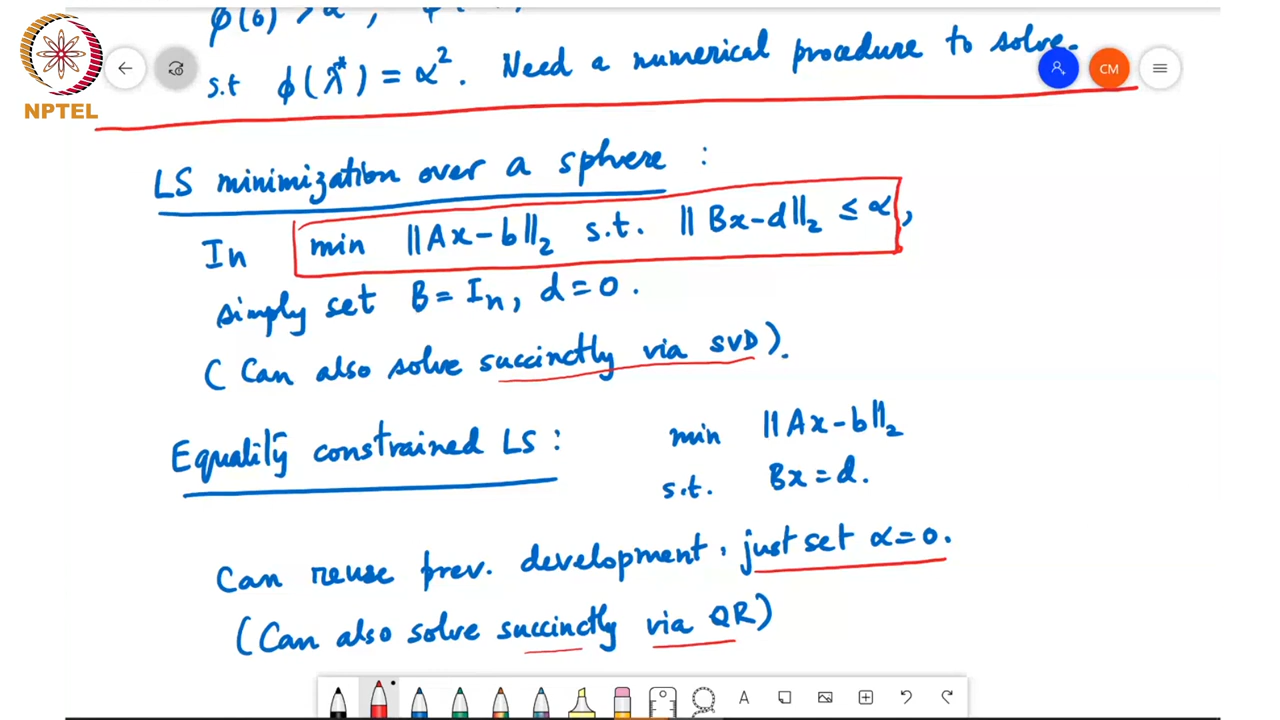 φ(0) > α²,
s.t φ(λ*) = α². Need a numerical procedure to solve.
NPTEL
CM
LS minimization over a sphere :
In min ||Ax-b||₂ s.t. ||Bx-d||₂ ≤ α,
simply set B = Iₙ, d = 0.
( Can also solve succinctly via SVD).
Equality constrained LS : min ||Ax-b||₂
s.t. Bx = d.
Can reuse prev. development, just set α = 0.
(Can also solve succinctly via QR)
A